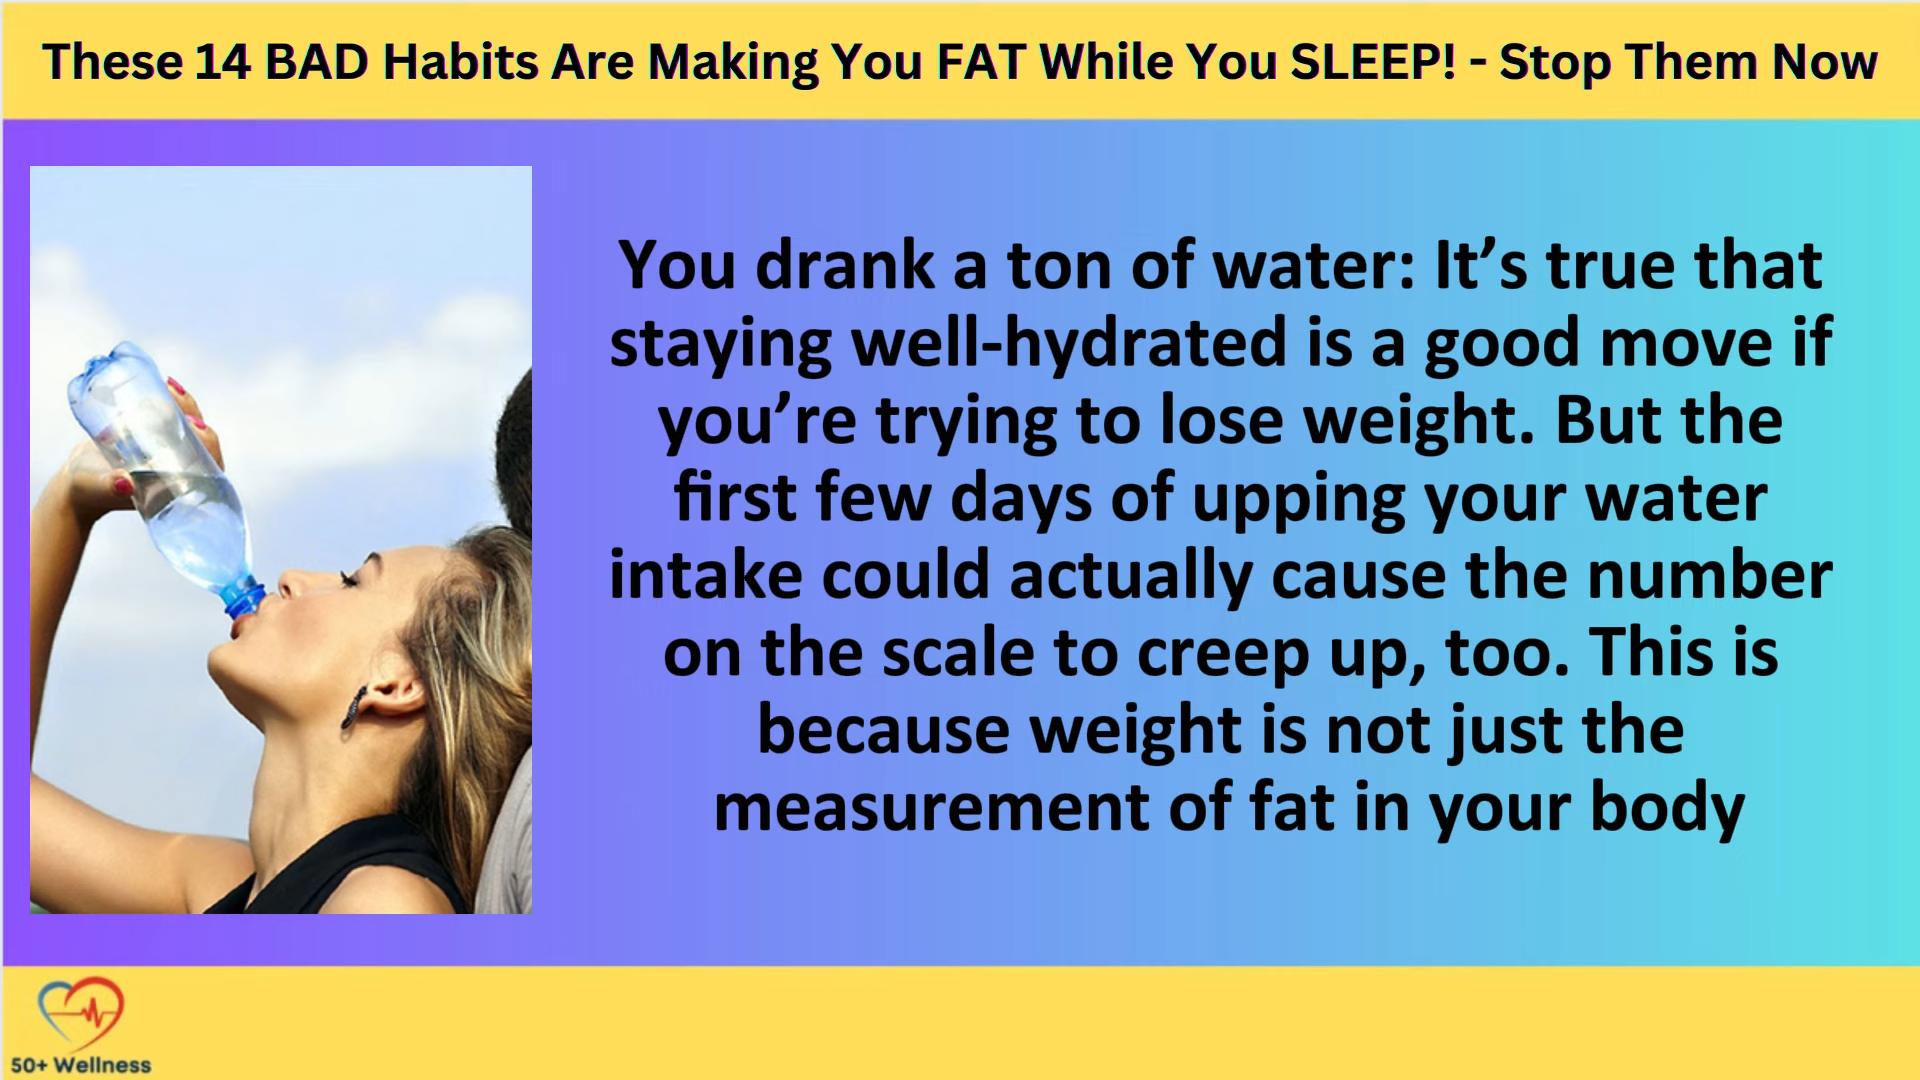 These 14 BAD Habits Are Making You FAT While You SLEEP! - Stop Them Now
You drank a ton of water: It’s true that
staying well-hydrated is a good move if
you’re trying to lose weight. But the
first few days of upping your water
intake could actually cause the number
on the scale to creep up, too. This is
because weight is not just the
measurement of fat in your body
50+ Wellness